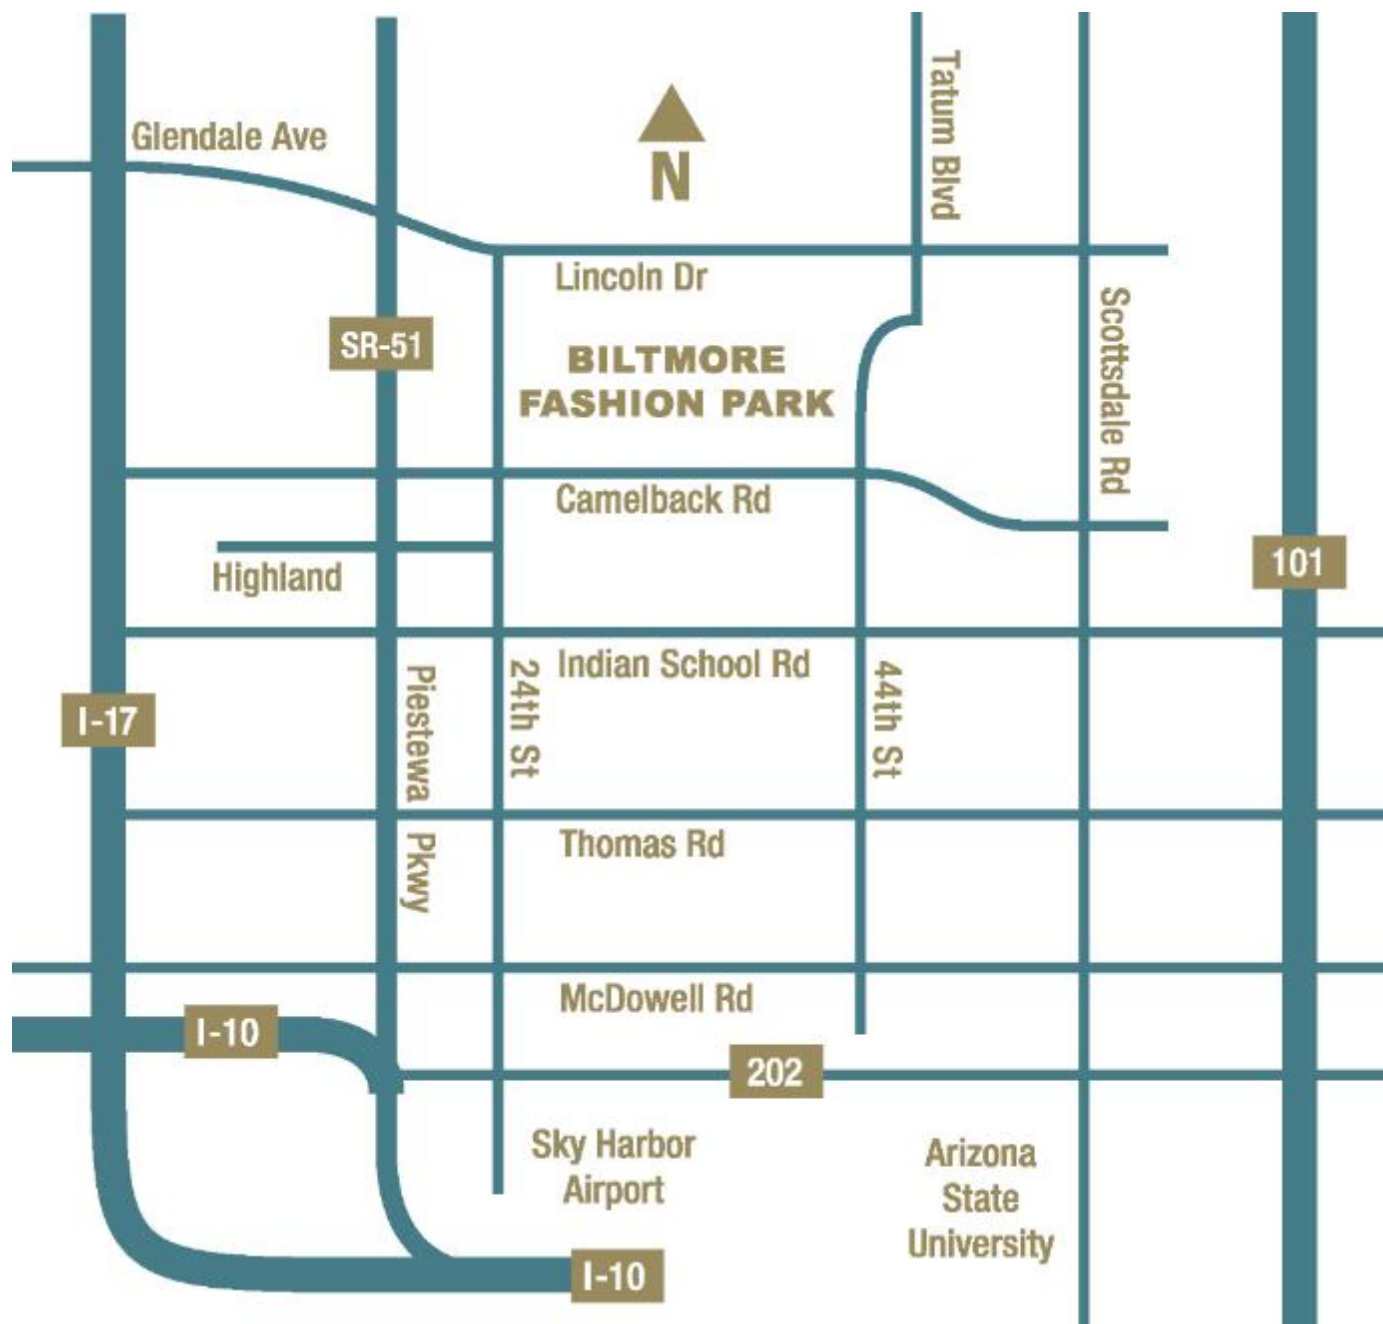 Glendale Ave
Tatum Blvd
N
Lincoln Dr
Scottsdale Rd
SR-51
BILTMORE
FASHION PARK
Camelback Rd
Highland
101
Indian School Rd
Piestewa Pkwy
24th St
44th St
I-17
Thomas Rd
McDowell Rd
I-10
202
Sky Harbor
Airport
Arizona
State
University
I-10